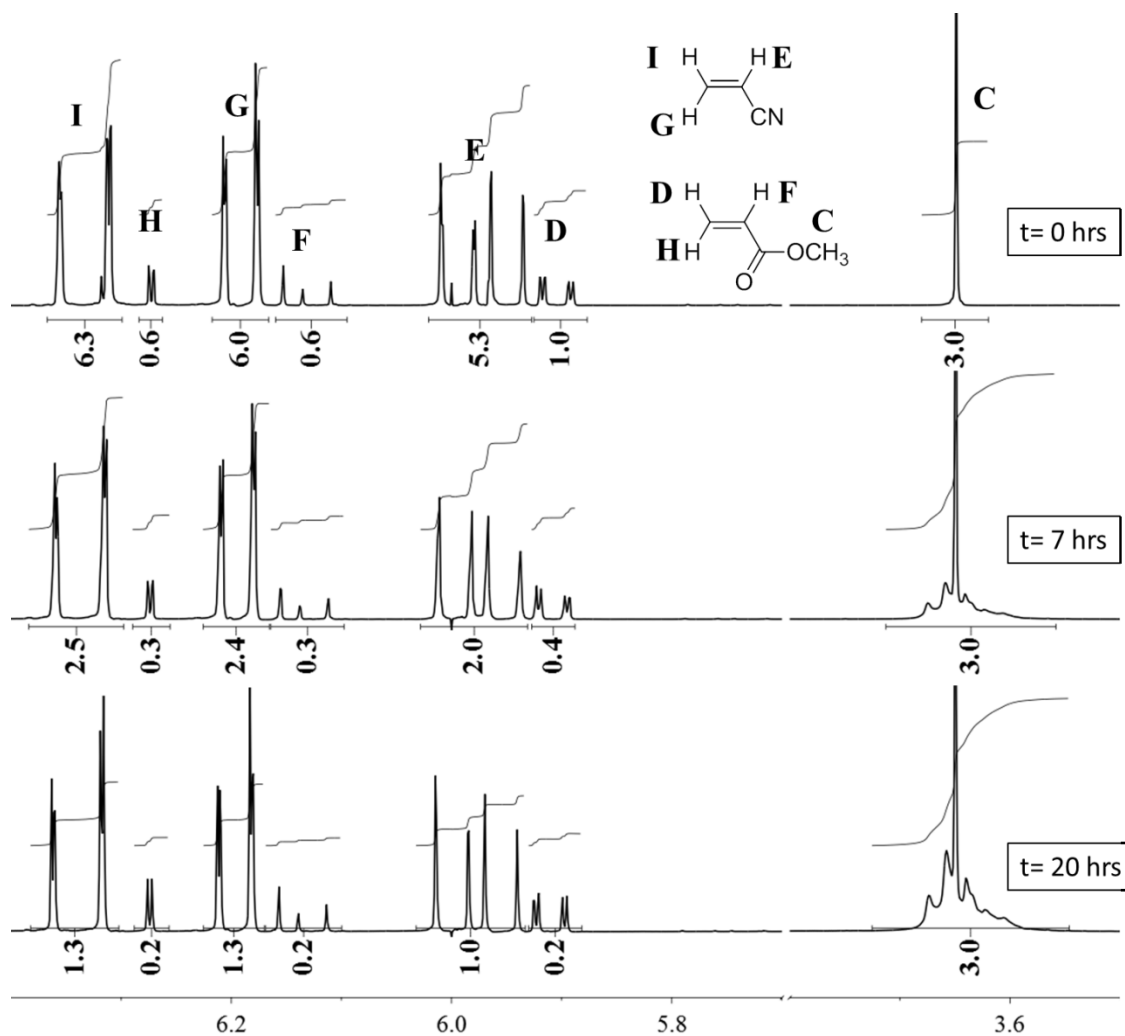 I H E
G H CN
D H H F
H H O OCH3 C
I H G F E D C
t= 0 hrs
6.3 0.6 6.0 0.6 5.3 1.0 3.0
t= 7 hrs
2.5 0.3 2.4 0.3 2.0 0.4 3.0
t= 20 hrs
1.3 0.2 1.3 0.2 1.0 0.2 3.0
6.2 6.0 5.8 3.6